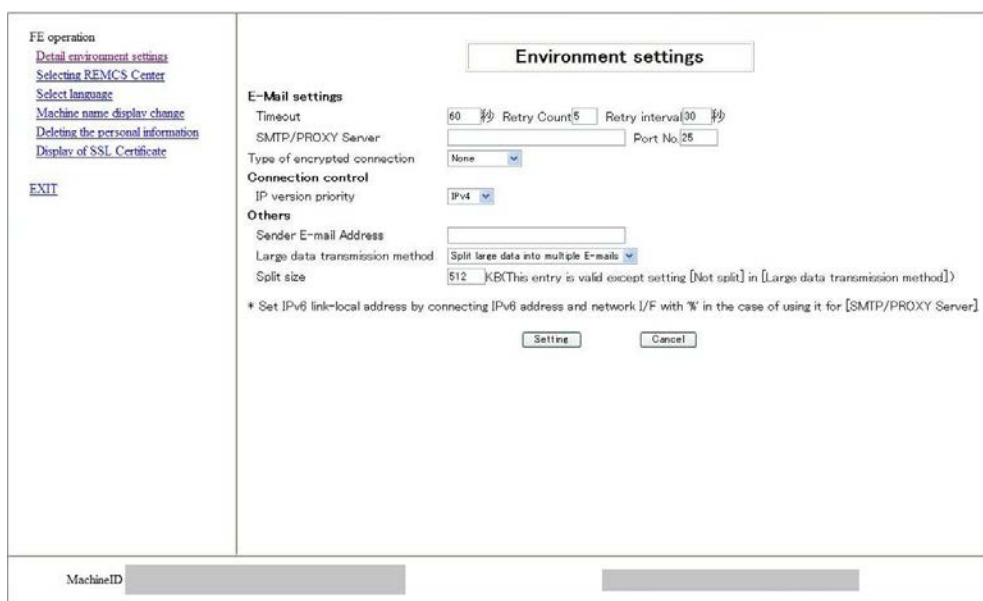 FE operation
Detail environment settings
Selecting REMCS Center
Select language
Machine name display change
Deleting the personal information
Display of SSL Certificate
EXIT
Environment settings
E-Mail settings
Timeout 60 秒 Retry Count 5 Retry interval 30 秒
SMTP/PROXY Server Port No. 25
Type of encrypted connection None
Connection control
IP version priority IPv4
Others
Sender E-mail Address
Large data transmission method Split large data into multiple E-mails
Split size 512 KB(This entry is valid except setting [Not split] in [Large data transmission method])
* Set IPv6 link-local address by connecting IPv6 address and network I/F with '%' in the case of using it for [SMTP/PROXY Server]
Setting Cancel
MachineID